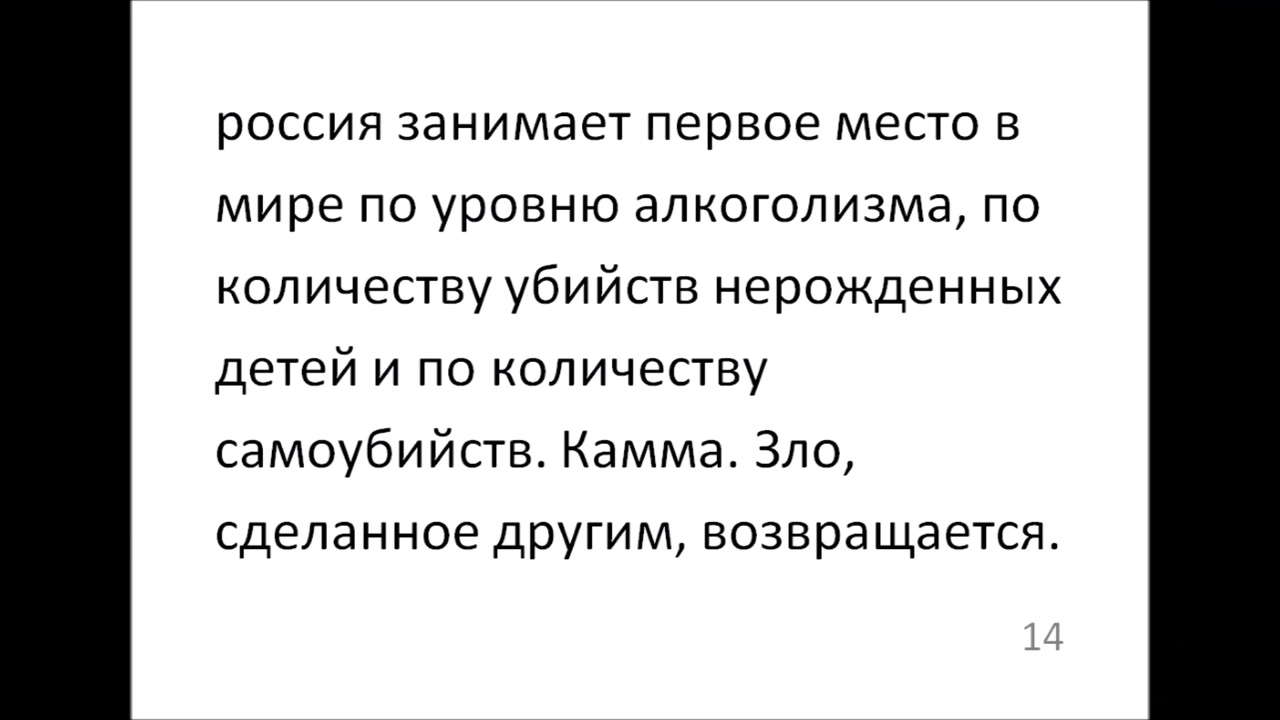 россия занимает первое место в
мире по уровню алкоголизма, по
количеству убийств нерожденных
детей и по количеству
самоубийств. Камма. Зло,
сделанное другим, возвращается.
14